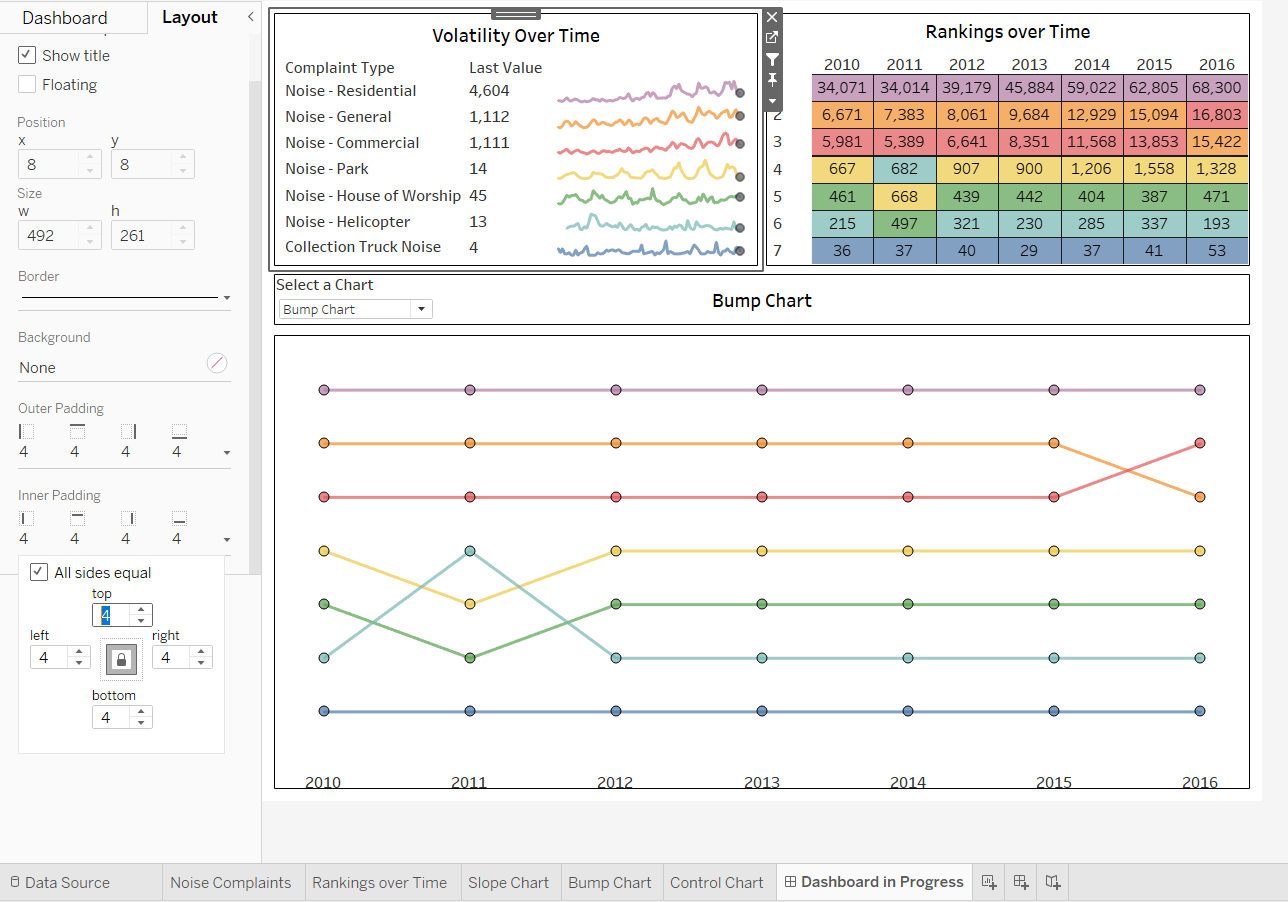 Dashboard
Layout
Show title
Floating
Position
x
y
8
8
Size
w
h
492
261
Border
Background
None
Outer Padding
4 4 4 4
Inner Padding
4 4 4 4
All sides equal
top
4
left
right
4
4
bottom
4
Volatility Over Time
Complaint Type Last Value
Noise - Residential 4,604
Noise - General 1,112
Noise - Commercial 1,111
Noise - Park 14
Noise - House of Worship 45
Noise - Helicopter 13
Collection Truck Noise 4
Rankings over Time
2010 2011 2012 2013 2014 2015 2016
34,071 34,014 39,179 45,884 59,022 62,805 68,300
2 6,671 7,383 8,061 9,684 12,929 15,094 16,803
3 5,981 5,389 6,641 8,351 11,568 13,853 15,422
4 667 682 907 900 1,206 1,558 1,328
5 461 668 439 442 404 387 471
6 215 497 321 230 285 337 193
7 36 37 40 29 37 41 53
Select a Chart
Bump Chart
Bump Chart
2010 2011 2012 2013 2014 2015 2016
Data Source Noise Complaints Rankings over Time Slope Chart Bump Chart Control Chart Dashboard in Progress